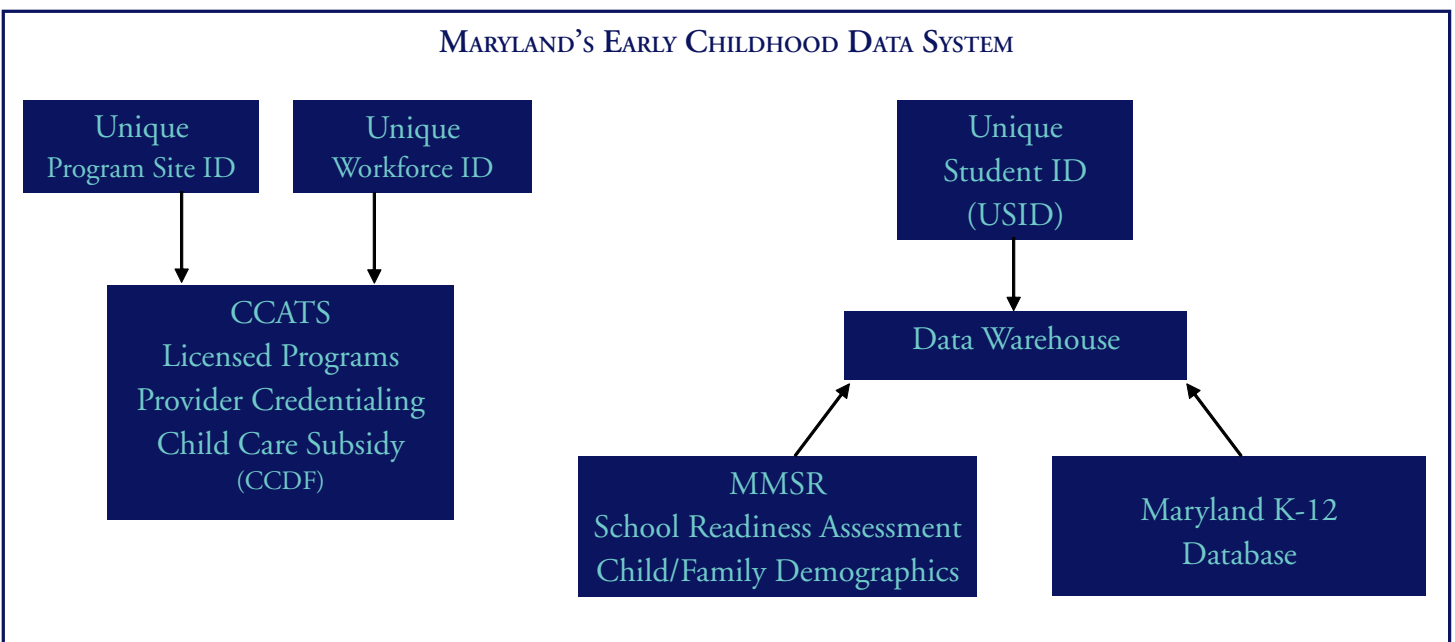 Maryland's Early Childhood Data System
Unique
Program Site ID
Unique
Workforce ID
Unique
Student ID
(USID)
CCATS
Licensed Programs
Provider Credentialing
Child Care Subsidy
(CCDF)
Data Warehouse
MMSR
School Readiness Assessment
Child/Family Demographics
Maryland K-12
Database